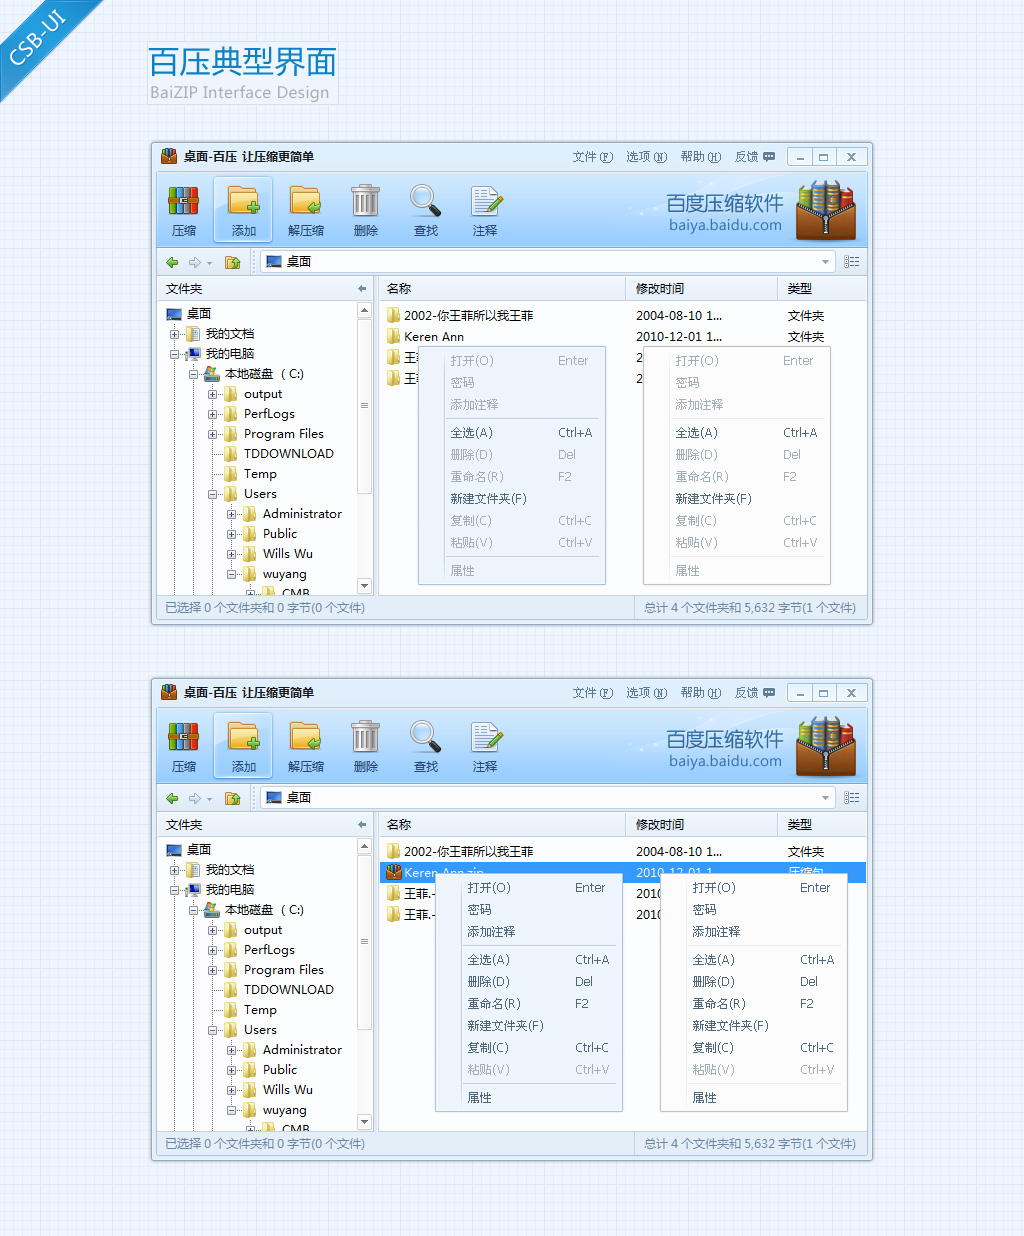 CSB-UI
百压典型界面
BaiZIP Interface Design
桌面-百压 让压缩更简单 文件(F) 选项(N) 帮助(H) 反馈
压缩 添加 解压缩 删除 查找 注释
百度压缩软件
baiya.baidu.com
桌面
文件夹 名称 修改时间 类型
桌面
我的文档
我的电脑
本地磁盘 ( C:)
output
PerfLogs
Program Files
TDDOWNLOAD
Temp
Users
Administrator
Public
Wills Wu
wuyang
CMB
2002-你王菲所以我王菲 2004-08-10 1... 文件夹
Keren Ann 2010-12-01 1... 文件夹
王 2
王 2
打开(O) Enter
密码
添加注释
全选(A) Ctrl+A
删除(D) Del
重命名(R) F2
新建文件夹(F)
复制(C) Ctrl+C
粘贴(V) Ctrl+V
属性
打开(O) Enter
密码
添加注释
全选(A) Ctrl+A
删除(D) Del
重命名(R) F2
新建文件夹(F)
复制(C) Ctrl+C
粘贴(V) Ctrl+V
属性
已选择 0 个文件夹和 0 字节(0 个文件) 总计 4 个文件夹和 5,632 字节(1 个文件)
桌面-百压 让压缩更简单 文件(F) 选项(N) 帮助(H) 反馈
压缩 添加 解压缩 删除 查找 注释
百度压缩软件
baiya.baidu.com
桌面
文件夹 名称 修改时间 类型
桌面
我的文档
我的电脑
本地磁盘 ( C:)
output
PerfLogs
Program Files
TDDOWNLOAD
Temp
Users
Administrator
Public
Wills Wu
wuyang
CMB
2002-你王菲所以我王菲 2004-08-10 1... 文件夹
Keren Ann.zip 2010-12-01 1... 压缩包
王菲.- 2010
王菲.- 2010
打开(O) Enter
密码
添加注释
全选(A) Ctrl+A
删除(D) Del
重命名(R) F2
新建文件夹(F)
复制(C) Ctrl+C
粘贴(V) Ctrl+V
属性
打开(O) Enter
密码
添加注释
全选(A) Ctrl+A
删除(D) Del
重命名(R) F2
新建文件夹(F)
复制(C) Ctrl+C
粘贴(V) Ctrl+V
属性
已选择 0 个文件夹和 0 字节(0 个文件) 总计 4 个文件夹和 5,632 字节(1 个文件)